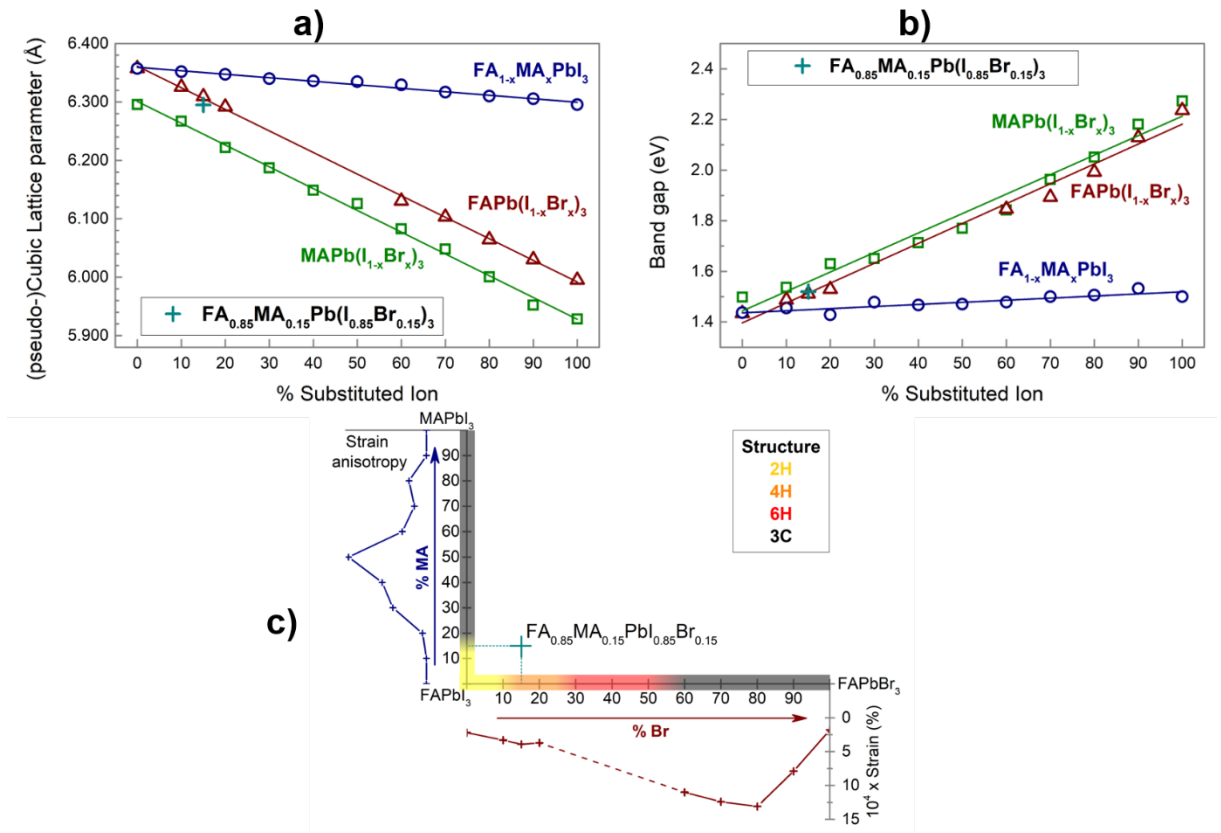 a)
(pseudo-)Cubic Lattice parameter (Å)
6.400
6.300
6.200
6.100
6.000
5.900
FA1-xMAxPbI3
FAPb(I1-xBrx)3
MAPb(I1-xBrx)3
+ FA0.85MA0.15Pb(I0.85Br0.15)3
0 10 20 30 40 50 60 70 80 90 100
% Substituted Ion
b)
Band gap (eV)
2.4
2.2
2.0
1.8
1.6
1.4
+ FA0.85MA0.15Pb(I0.85Br0.15)3
MAPb(I1-xBrx)3
FAPb(I1-xBrx)3
FA1-xMAxPbI3
0 10 20 30 40 50 60 70 80 90 100
% Substituted Ion
c)
MAPbI3
Strain
anisotropy
% MA
90
80
70
60
50
40
30
20
10
Structure
2H
4H
6H
3C
FA0.85MA0.15PbI0.85Br0.15
FAPbI3
10 20 30 40 50 60 70 80 90
FAPbBr3
% Br
0
5
10
15
10^4 x Strain (%)